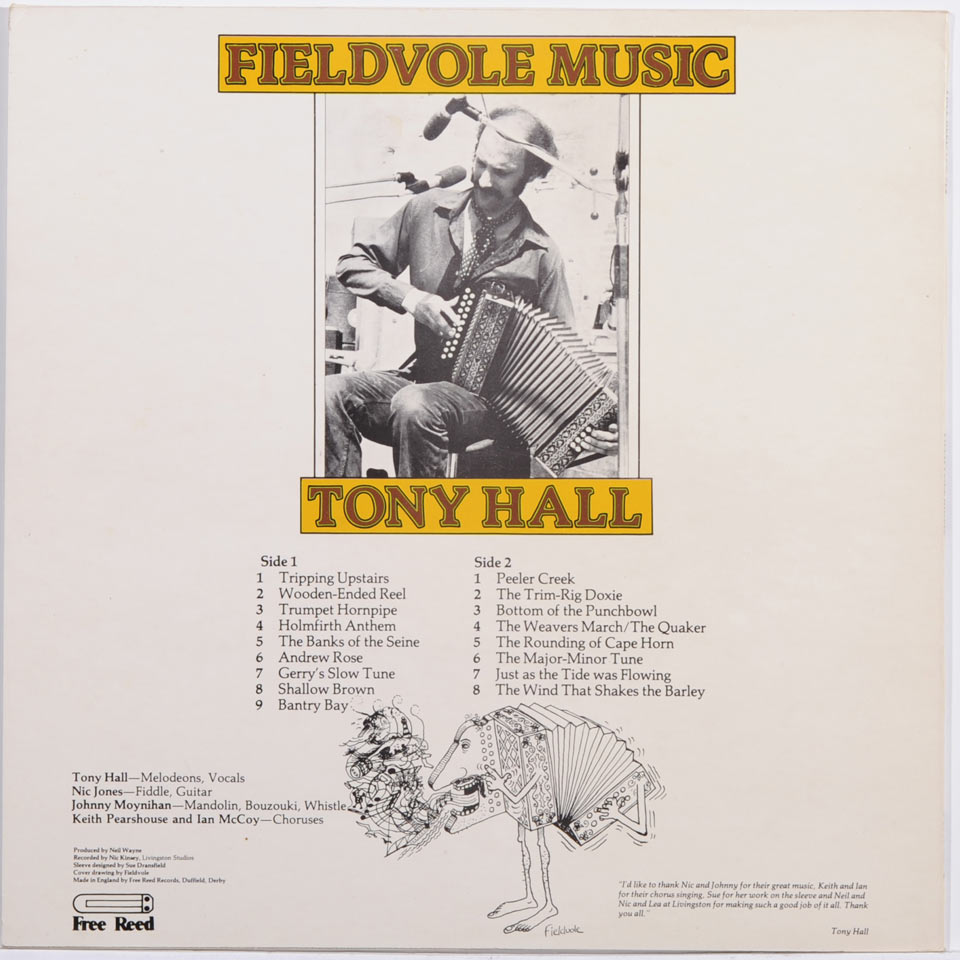 FIELDVOLE MUSIC
TONY HALL
Side 1
1 Tripping Upstairs
2 Wooden-Ended Reel
3 Trumpet Hornpipe
4 Holmfirth Anthem
5 The Banks of the Seine
6 Andrew Rose
7 Gerry's Slow Tune
8 Shallow Brown
9 Bantry Bay
Side 2
1 Peeler Creek
2 The Trim-Rig Doxie
3 Bottom of the Punchbowl
4 The Weavers March/The Quaker
5 The Rounding of Cape Horn
6 The Major-Minor Tune
7 Just as the Tide was Flowing
8 The Wind That Shakes the Barley
Tony Hall—Melodeons, Vocals
Nic Jones—Fiddle, Guitar
Johnny Moynihan—Mandolin, Bouzouki, Whistle
Keith Pearshouse and Ian McCoy—Choruses
Produced by Neil Wayne
Recorded by Nic Kinsey, Livingston Studios
Sleeve designed by Sue Dransfield
Cover drawing by Fieldvole
Made in England by Free Reed Records, Duffield, Derby
Free Reed
Fieldvole
"I'd like to thank Nic and Johnny for their great music, Keith and Ian
for their chorus singing, Sue for her work on the sleeve and Neil and
Nic and Lea at Livingston for making such a good job of it all. Thank
you all."
Tony Hall